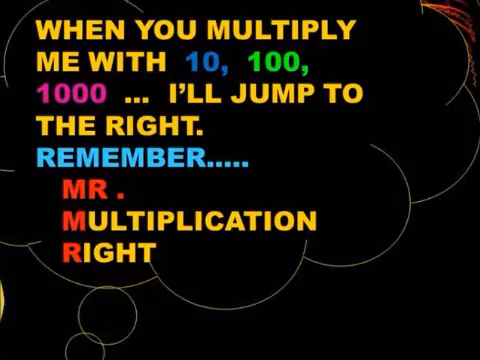 WHEN YOU MULTIPLY
ME WITH 10, 100,
1000 ... I'LL JUMP TO
THE RIGHT.
REMEMBER.....
MR .
MULTIPLICATION
RIGHT